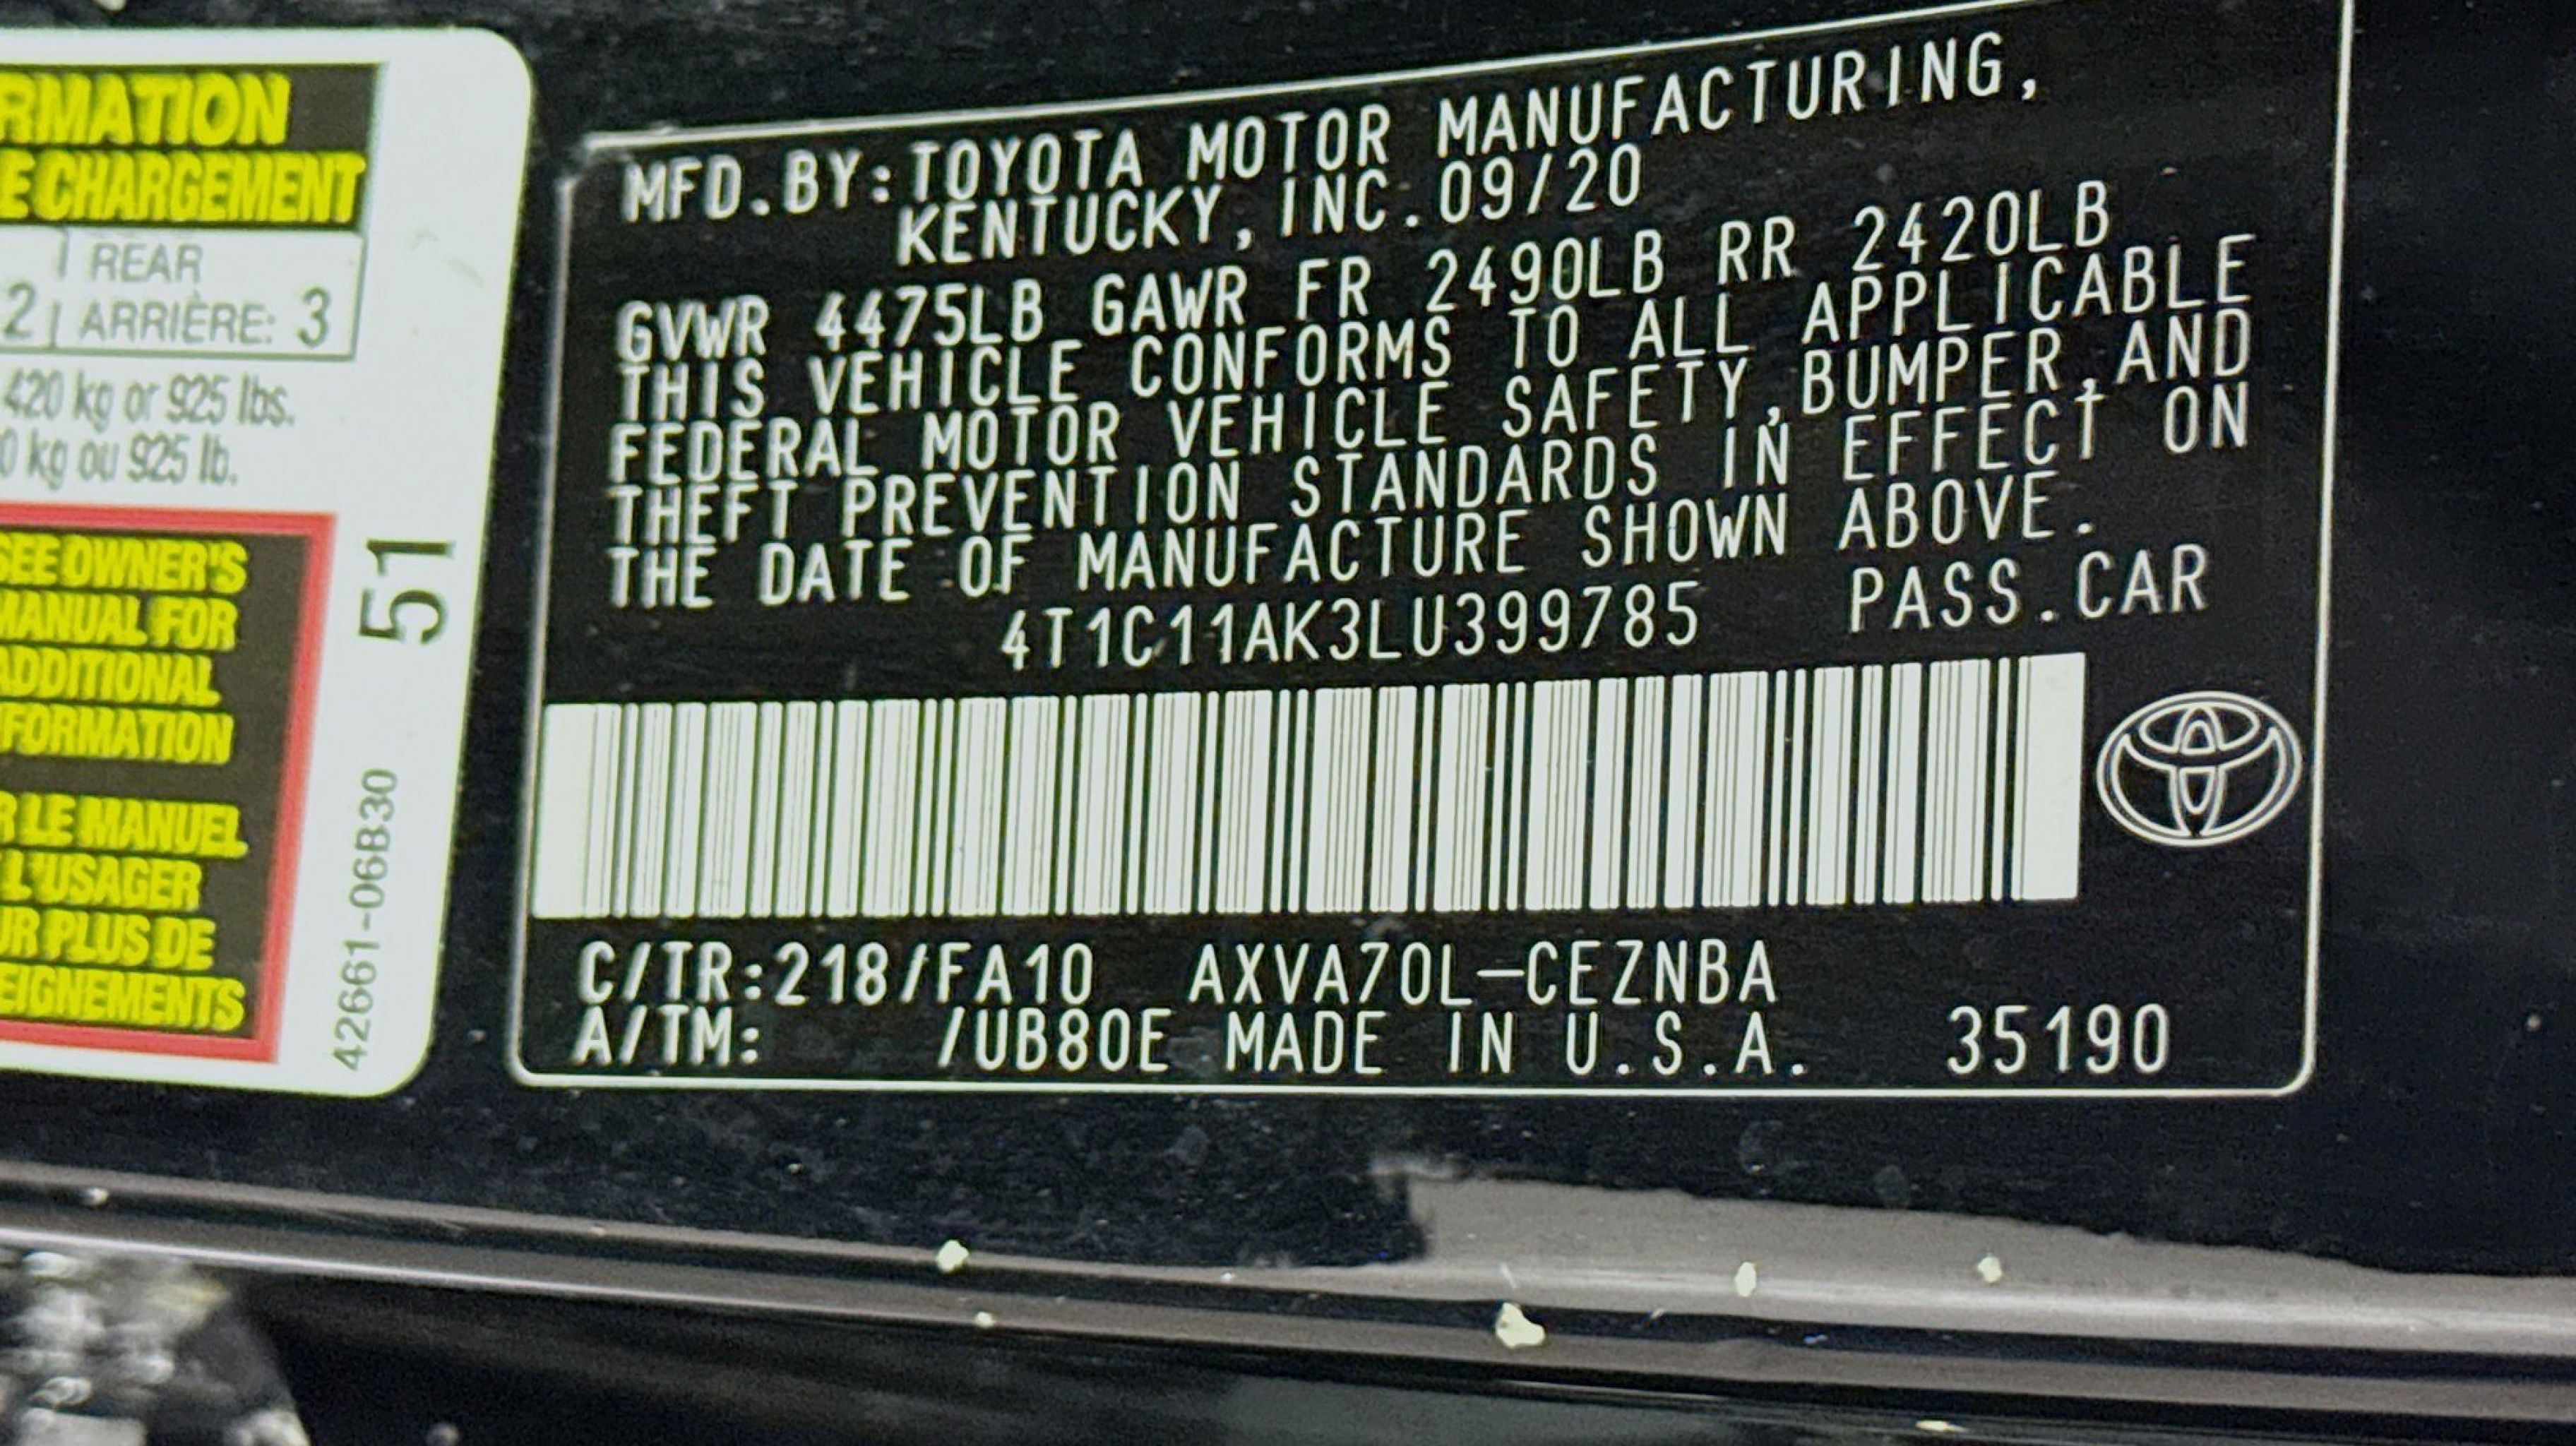 RMATION
E CHARGEMENT
2 REAR
ARRIÈRE: 3
420 kg or 925 lbs.
0 kg ou 925 lb.
SEE OWNER'S
MANUAL FOR
ADDITIONAL
NFORMATION
R LE MANUEL
L'USAGER
UR PLUS DE
EIGNEMENTS
51
42661-06B30
MFD.BY:TOYOTA MOTOR MANUFACTURING,
KENTUCKY, INC.09/20
GVWR 4475LB GAWR FR 2490LB RR 2420LB
THIS VEHICLE CONFORMS TO ALL APPLICABLE
FEDERAL MOTOR VEHICLE SAFETY,BUMPER,AND
THEFT PREVENTION STANDARDS IN EFFECT ON
THE DATE OF MANUFACTURE SHOWN ABOVE.
4T1C11AK3LU399785 PASS.CAR
C/TR:218/FA10 AXVA70L-CEZNBA
A/TM: /UB80E MADE IN U.S.A. 35190